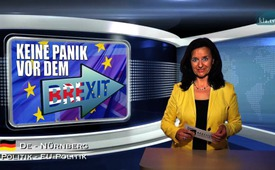 KEINE PANIK
VOR DEM
BREXIT
DE - NÜRNBERG
POLITIK - EU-POLITIK